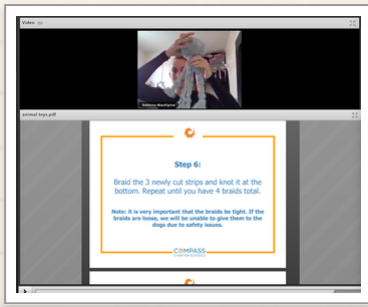 Video
animal toys.pdf
Step 6:
Braid the 3 newly cut strips and knot it at the
bottom. Repeat until you have 4 braids total.
Note: it is very important that the braids be tight. If the
braids are loose, we will be unable to give them to the
dogs due to safety issues.
COMPASS
CHARTER SCHOOLS